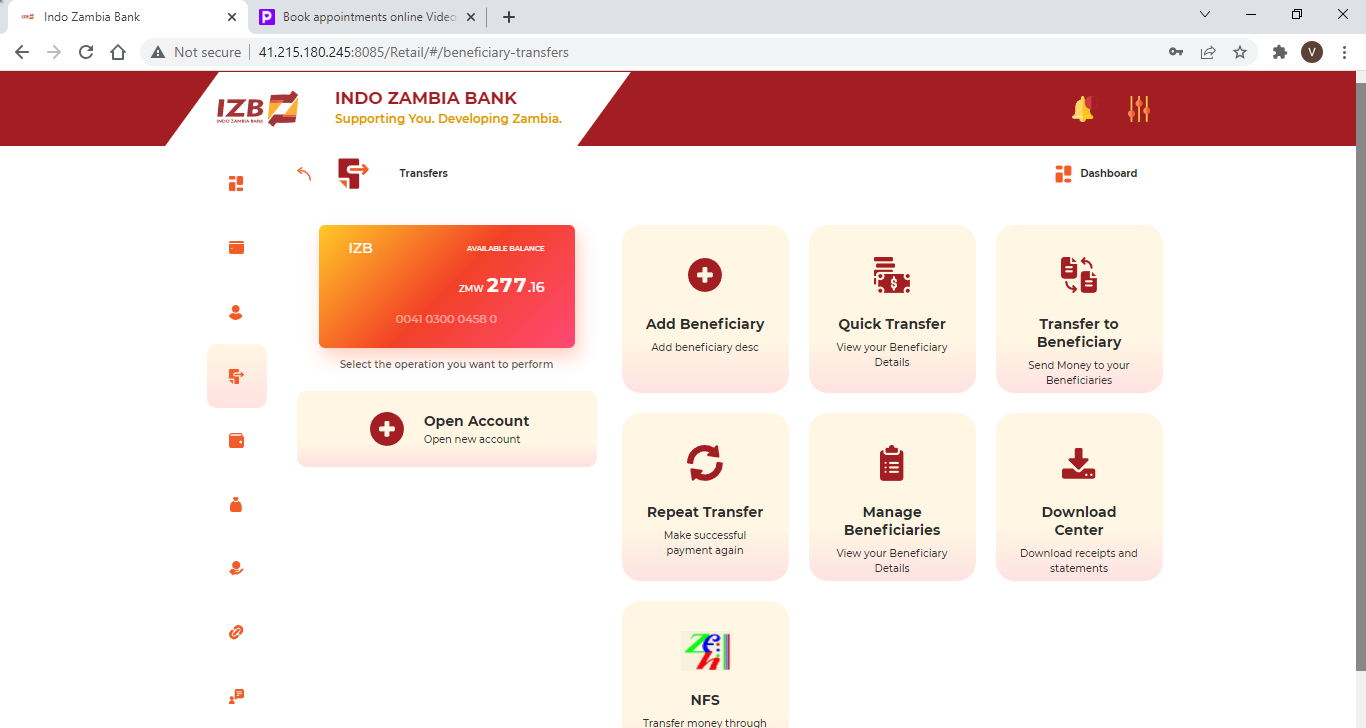 Indo Zambia Bank
Book appointments online Video
Not secure
41.215.180.245:8085/Retail/#/beneficiary-transfers
V
IZB
INDO ZAMBIA BANK
INDO ZAMBIA BANK
Supporting You. Developing Zambia.
Transfers
Dashboard
IZB
AVAILABLE BALANCE
ZMW 277.16
0041 0300 0458 0
Select the operation you want to perform
Open Account
Open new account
Add Beneficiary
Add beneficiary desc
Quick Transfer
View your Beneficiary
Details
Transfer to
Beneficiary
Send Money to your
Beneficiaries
Repeat Transfer
Make successful
payment again
Manage
Beneficiaries
View your Beneficiary
Details
Download
Center
Download receipts and
statements
NFS
Transfer money through